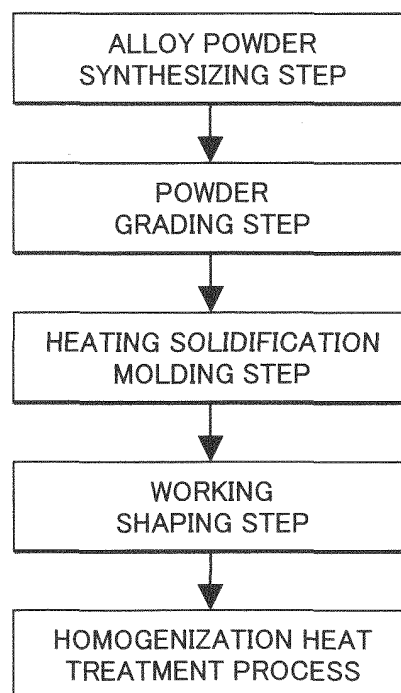 ALLOY POWDER
SYNTHESIZING STEP
POWDER
GRADING STEP
HEATING SOLIDIFICATION
MOLDING STEP
WORKING
SHAPING STEP
HOMOGENIZATION HEAT
TREATMENT PROCESS